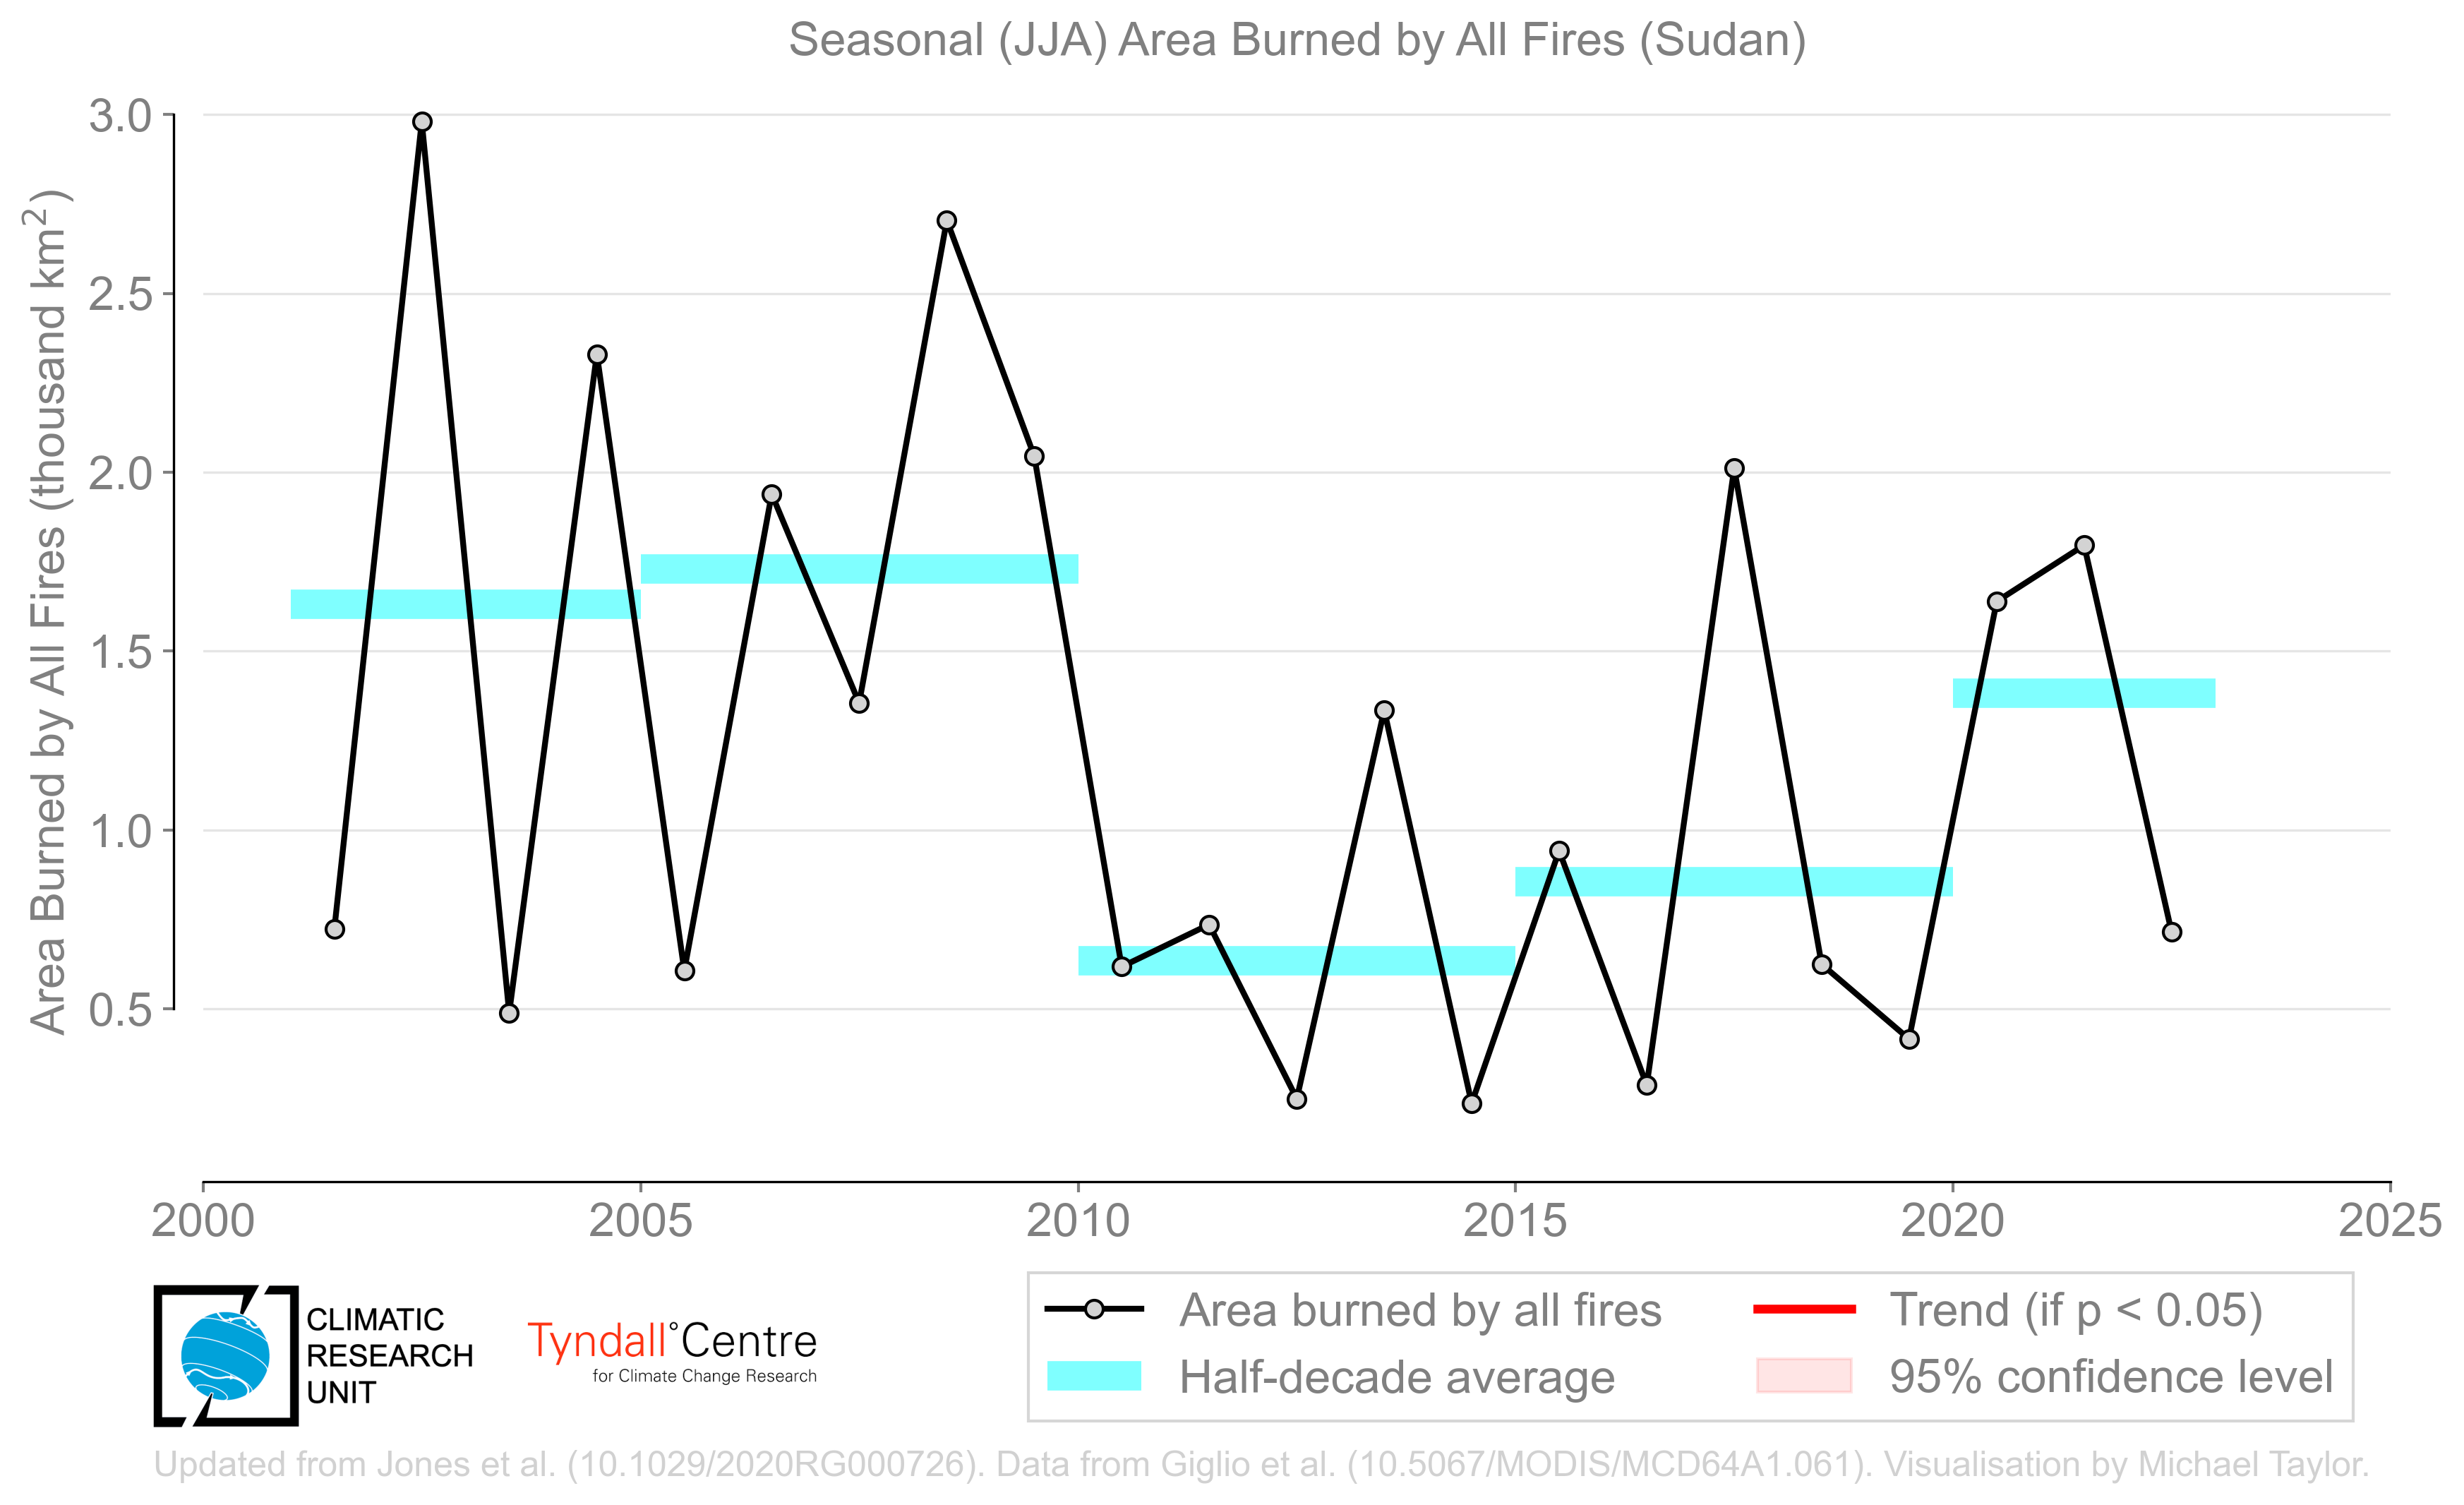 Seasonal (JJA) Area Burned by All Fires (Sudan)
Area Burned by All Fires (thousand km²)
3.0
2.5
2.0
1.5
1.0
0.5
2000 2005 2010 2015 2020 2025
CLIMATIC
RESEARCH
UNIT
Tyndall°Centre
for Climate Change Research
Area burned by all fires
Half-decade average
Trend (if p < 0.05)
95% confidence level
Updated from Jones et al. (10.1029/2020RG000726). Data from Giglio et al. (10.5067/MODIS/MCD64A1.061). Visualisation by Michael Taylor.